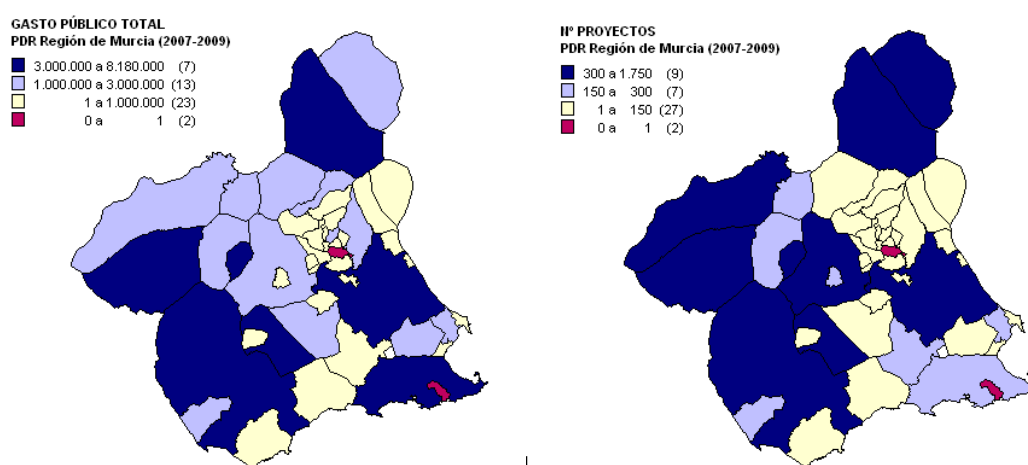 GASTO PÚBLICO TOTAL
PDR Región de Murcia (2007-2009)
3.000.000 a 8.180.000 (7)
1.000.000 a 3.000.000 (13)
1 a 1.000.000 (23)
0 a 1 (2)
Nº PROYECTOS
PDR Región de Murcia (2007-2009)
300 a 1.750 (9)
150 a 300 (7)
1 a 150 (27)
0 a 1 (2)